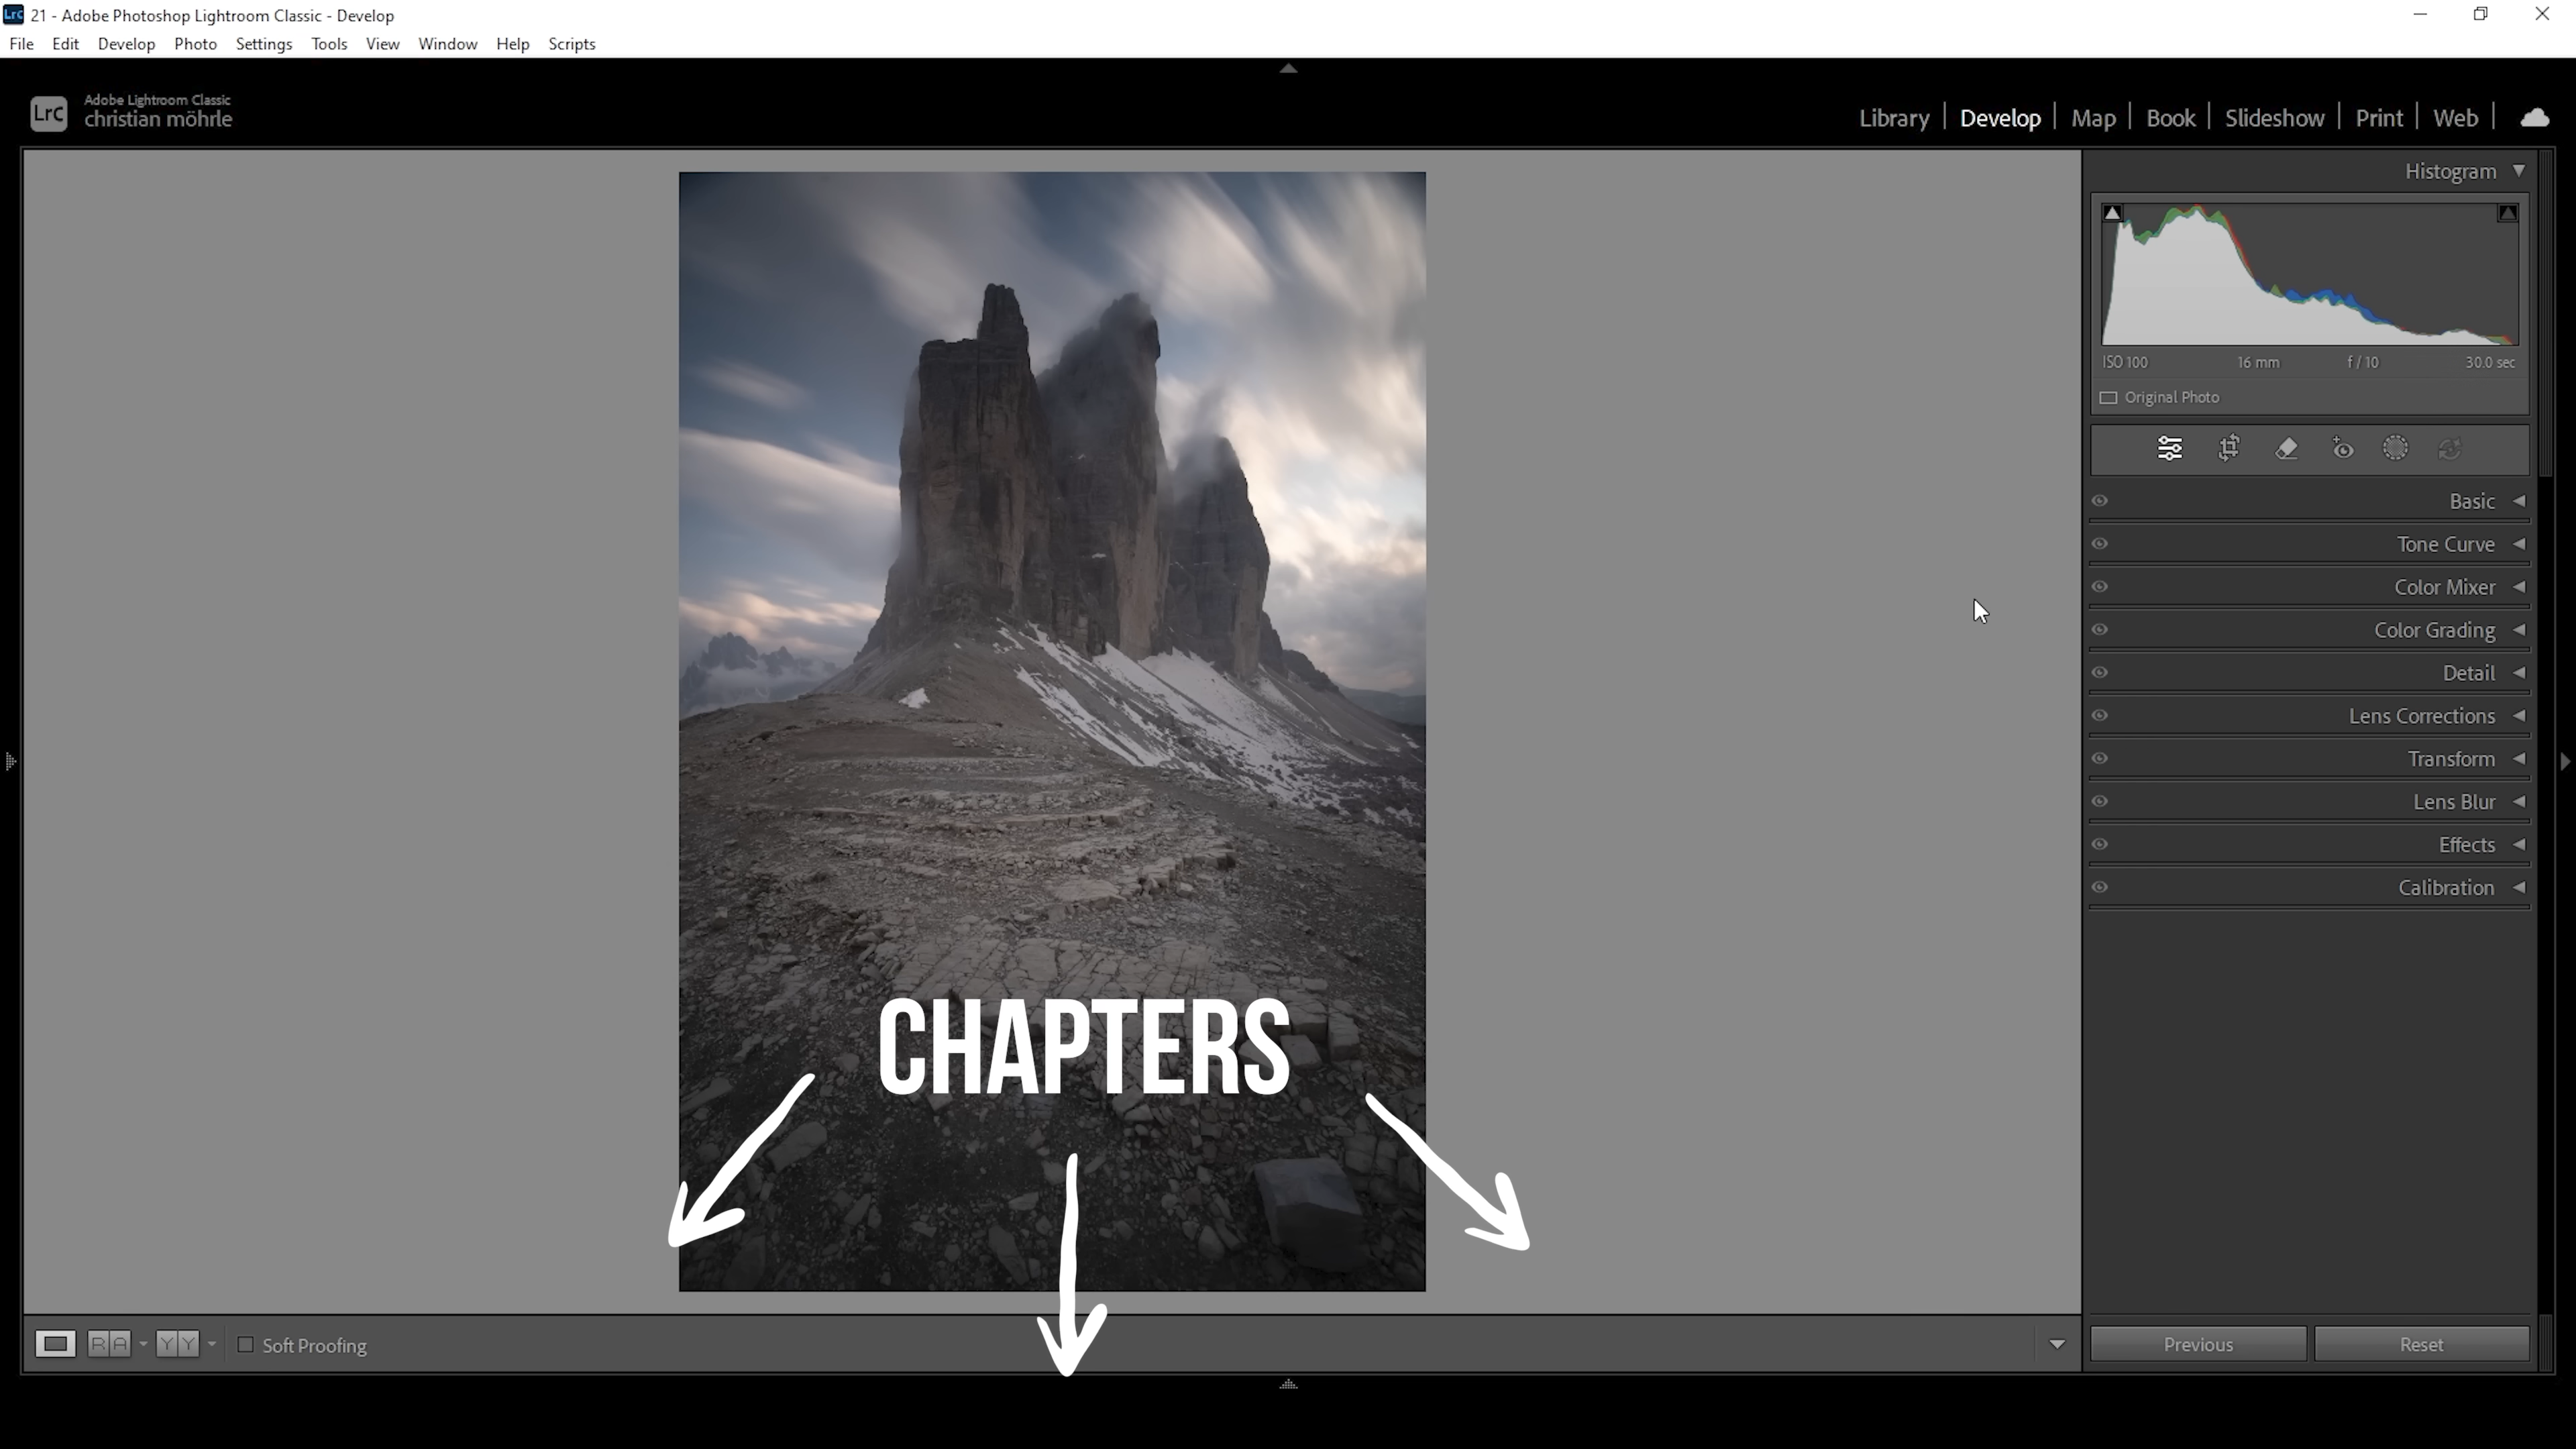 Lrc 21 - Adobe Photoshop Lightroom Classic - Develop
File Edit Develop Photo Settings Tools View Window Help Scripts
Lrc
Adobe Lightroom Classic
christian möhrle
Library | Develop | Map | Book | Slideshow | Print | Web |
Histogram
ISO 100 16 mm f / 10 30.0 sec
Original Photo
Basic
Tone Curve
Color Mixer
Color Grading
Detail
Lens Corrections
Transform
Lens Blur
Effects
Calibration
CHAPTERS
R A Y Y Soft Proofing
Previous Reset